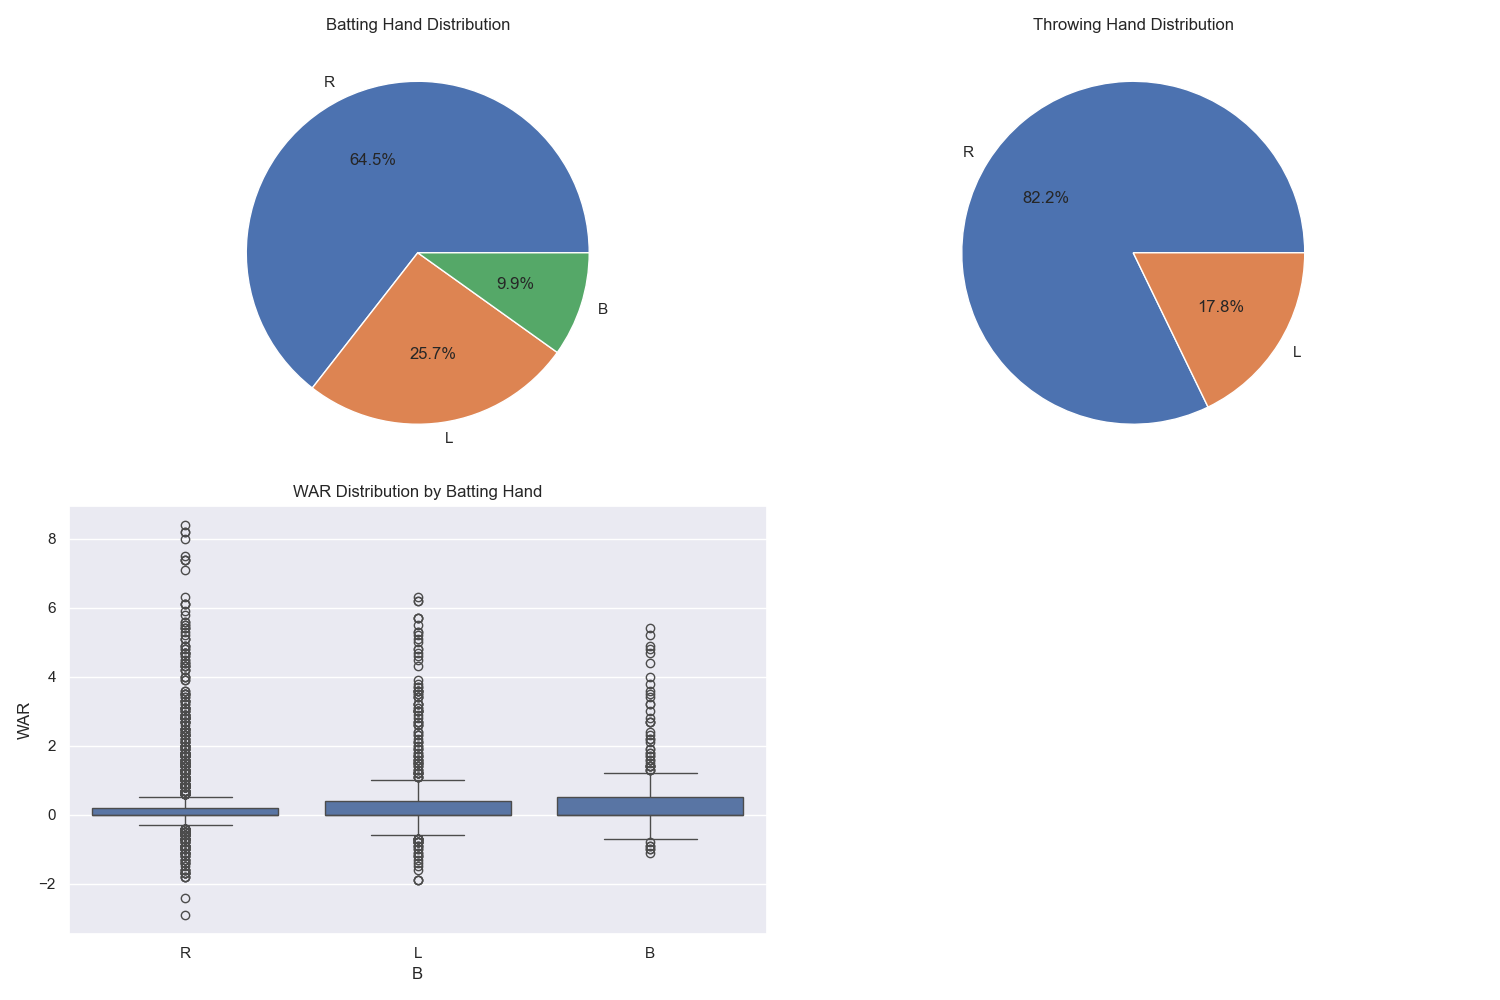 Batting Hand Distribution
R
64.5%
9.9%
B
25.7%
L
Throwing Hand Distribution
R
82.2%
17.8%
L
WAR Distribution by Batting Hand
WAR
8
6
4
2
0
−2
R
L
B
B